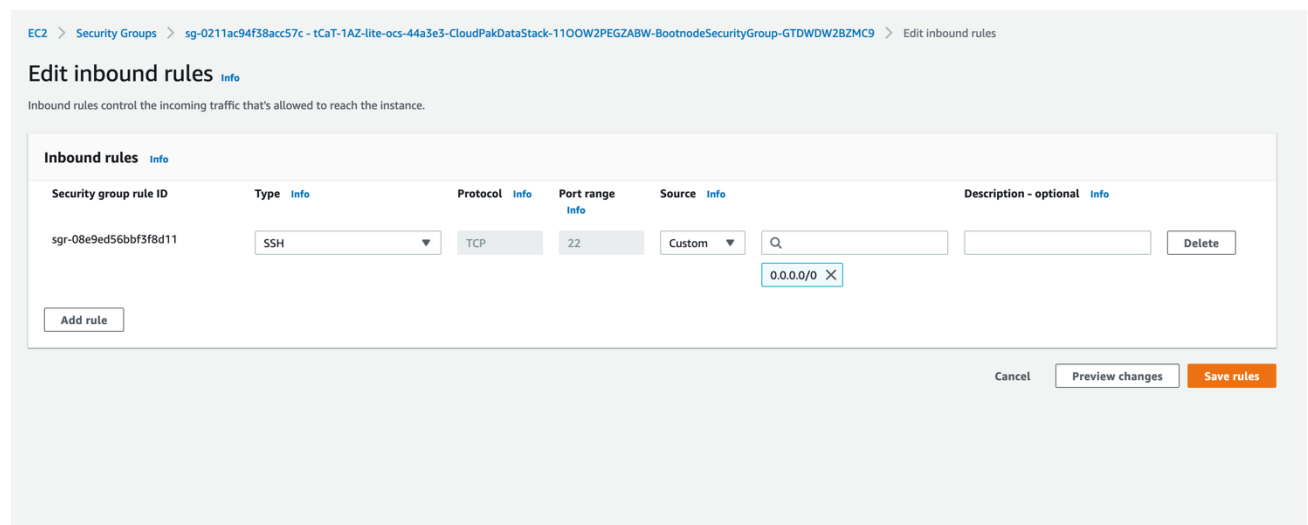 EC2 > Security Groups > sg-0211ac94f38acc57c - tCaT-1AZ-lite-ocs-44a3e3-CloudPakDataStack-11OOW2PEGZABW-BootnodeSecurityGroup-GTDWDW2BZMC9 > Edit inbound rules
Edit inbound rules Info
Inbound rules control the incoming traffic that's allowed to reach the instance.
Inbound rules Info
Security group rule ID Type Info Protocol Info Port range Info Source Info Description - optional Info
sgr-08e9ed56bbf3f8d11 SSH TCP 22 Custom Delete
0.0.0.0/0
Add rule
Cancel Preview changes Save rules